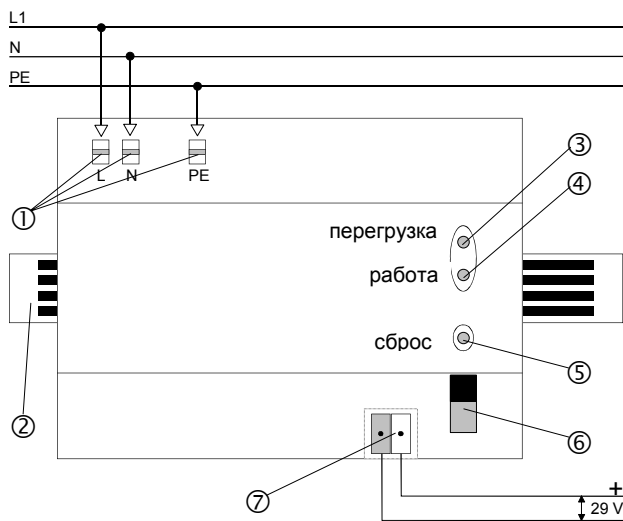 L1
N
PE
L N PE
①
③
④
перегрузка
работа
сброс
②
⑤
⑥
⑦
+
29 V